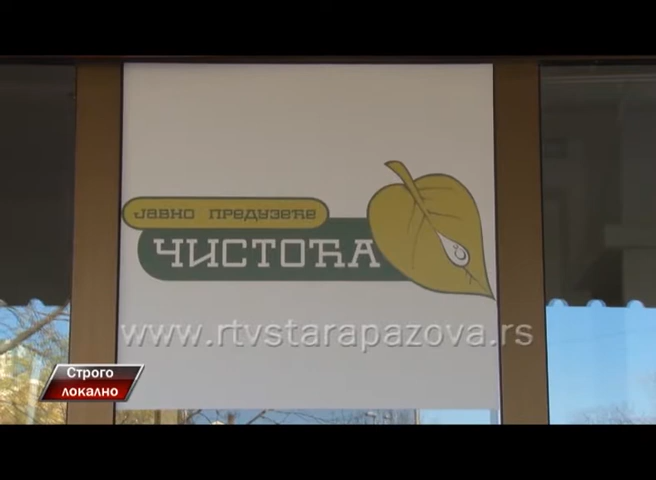 ЈАВНО ПРЕДУЗЕЋЕ
ЧИСТОЋА
www.rtvstarapazova.rs
Строго
локално